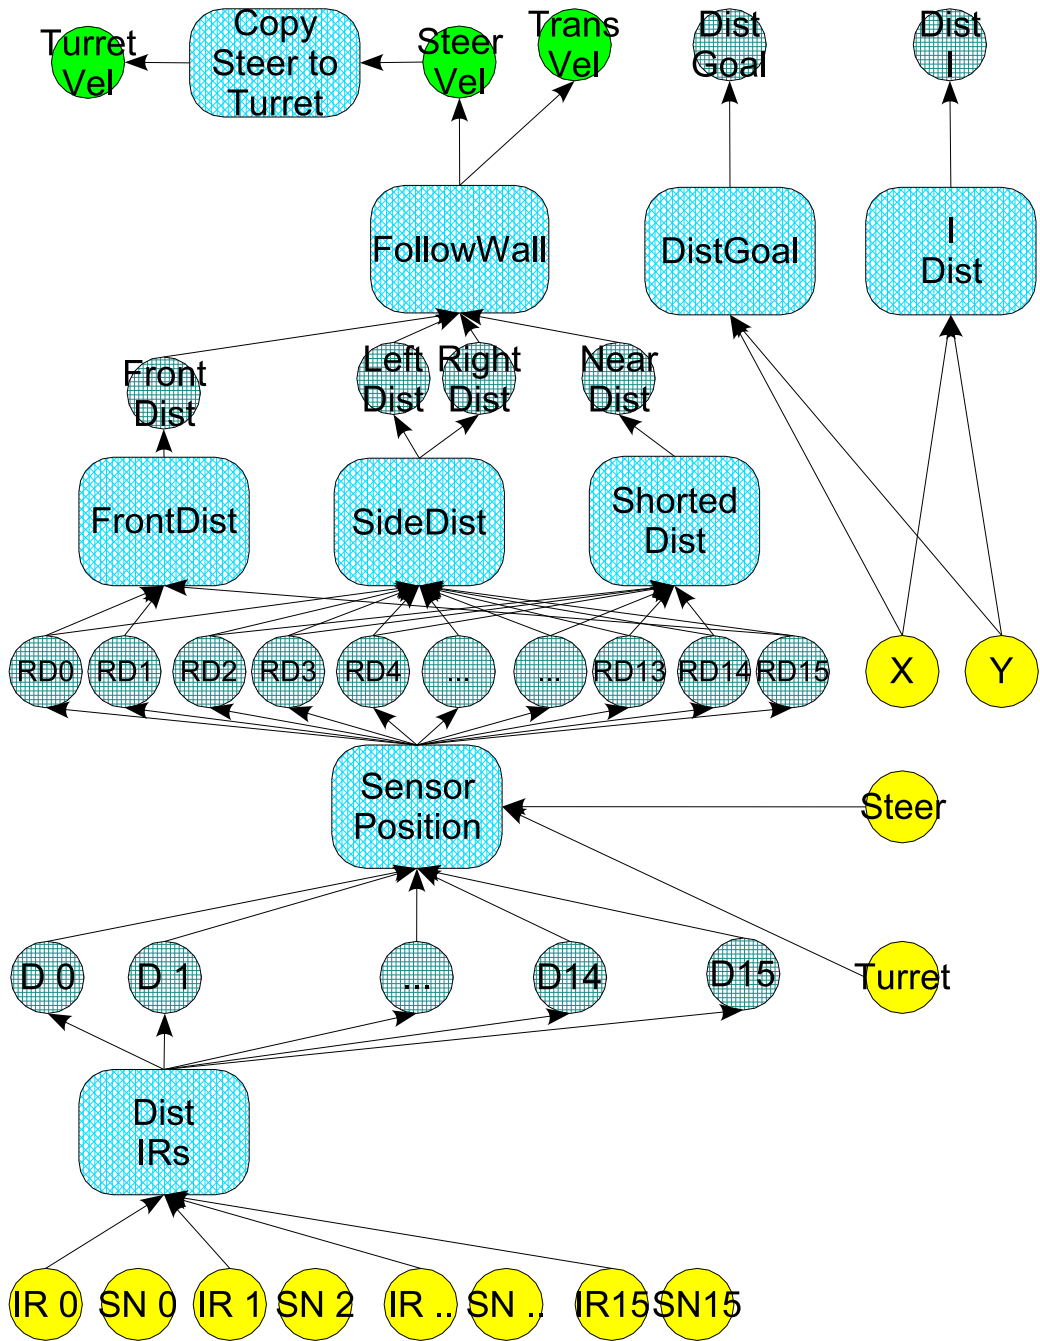 Turret
Vel
Copy
Steer to
Turret
Steer
Vel
Trans
Vel
Dist
Goal
Dist
I
FollowWall
DistGoal
I
Dist
Front
Dist
Left
Dist
Right
Dist
Near
Dist
FrontDist
SideDist
Shorted
Dist
RD0
RD1
RD2
RD3
RD4
...
...
RD13
RD14
RD15
X
Y
Sensor
Position
Steer
D 0
D 1
...
D14
D15
Turret
Dist
IRs
IR 0
SN 0
IR 1
SN 2
IR ..
SN ..
IR15
SN15